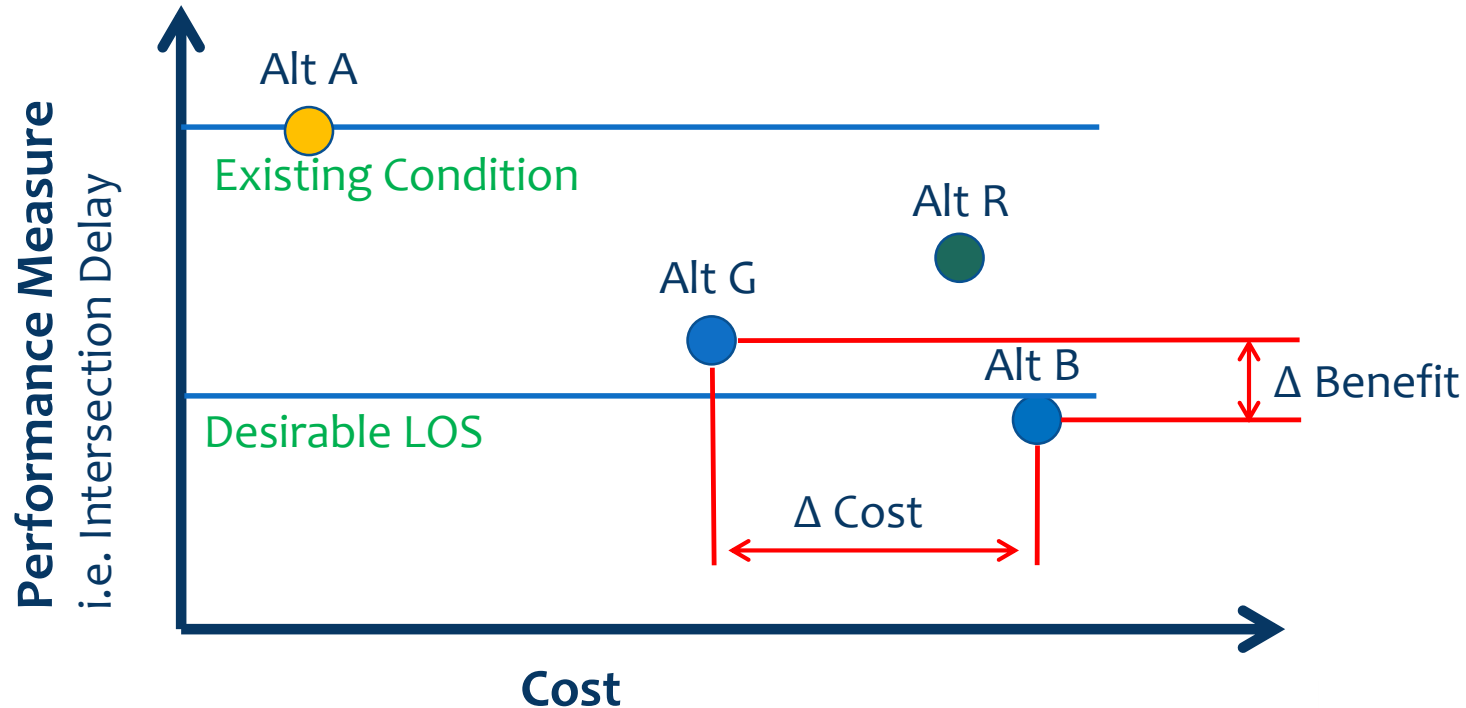 Performance Measure
i.e. Intersection Delay
Alt A
Existing Condition
Alt R
Alt G
Alt B
Δ Benefit
Desirable LOS
Δ Cost
Cost